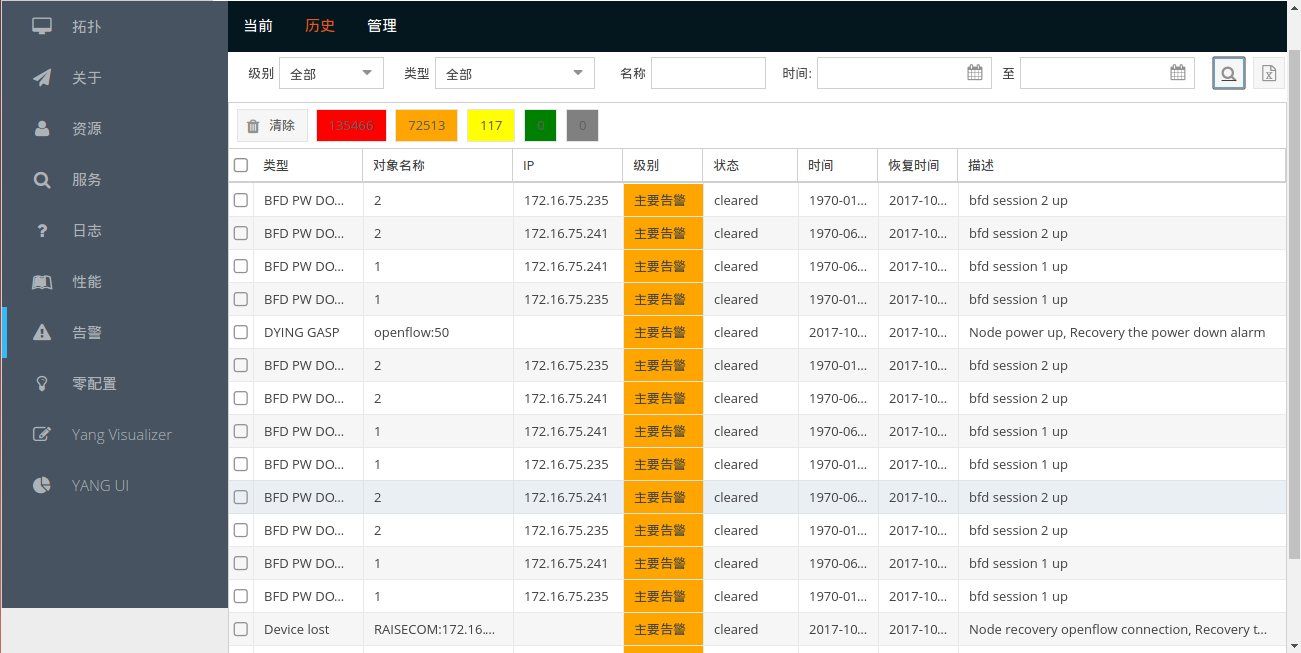 拓扑
关于
资源
服务
日志
性能
告警
零配置
Yang Visualizer
YANG UI
当前 历史 管理
级别 全部 类型 全部 名称 时间: 至
清除 135466 72513 117 0 0
类型 对象名称 IP 级别 状态 时间 恢复时间 描述
BFD PW DO... 2 172.16.75.235 主要告警 cleared 1970-01... 2017-10... bfd session 2 up
BFD PW DO... 2 172.16.75.241 主要告警 cleared 1970-06... 2017-10... bfd session 2 up
BFD PW DO... 1 172.16.75.241 主要告警 cleared 1970-06... 2017-10... bfd session 1 up
BFD PW DO... 1 172.16.75.235 主要告警 cleared 1970-01... 2017-10... bfd session 1 up
DYING GASP openflow:50 主要告警 cleared 2017-10... 2017-10... Node power up, Recovery the power down alarm
BFD PW DO... 2 172.16.75.235 主要告警 cleared 1970-01... 2017-10... bfd session 2 up
BFD PW DO... 2 172.16.75.241 主要告警 cleared 1970-06... 2017-10... bfd session 2 up
BFD PW DO... 1 172.16.75.241 主要告警 cleared 1970-06... 2017-10... bfd session 1 up
BFD PW DO... 1 172.16.75.235 主要告警 cleared 1970-01... 2017-10... bfd session 1 up
BFD PW DO... 2 172.16.75.241 主要告警 cleared 1970-06... 2017-10... bfd session 2 up
BFD PW DO... 2 172.16.75.235 主要告警 cleared 1970-01... 2017-10... bfd session 2 up
BFD PW DO... 1 172.16.75.241 主要告警 cleared 1970-06... 2017-10... bfd session 1 up
BFD PW DO... 1 172.16.75.235 主要告警 cleared 1970-01... 2017-10... bfd session 1 up
Device lost RAISECOM:172.16.... 主要告警 cleared 2017-10... 2017-10... Node recovery openflow connection, Recovery t...